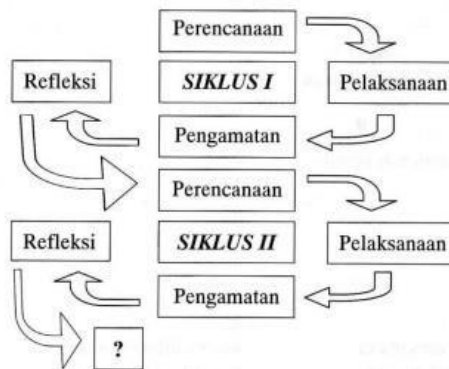 Perencanaan
Refleksi
SIKLUS I
Pelaksanaan
Pengamatan
Perencanaan
Refleksi
SIKLUS II
Pelaksanaan
Pengamatan
?